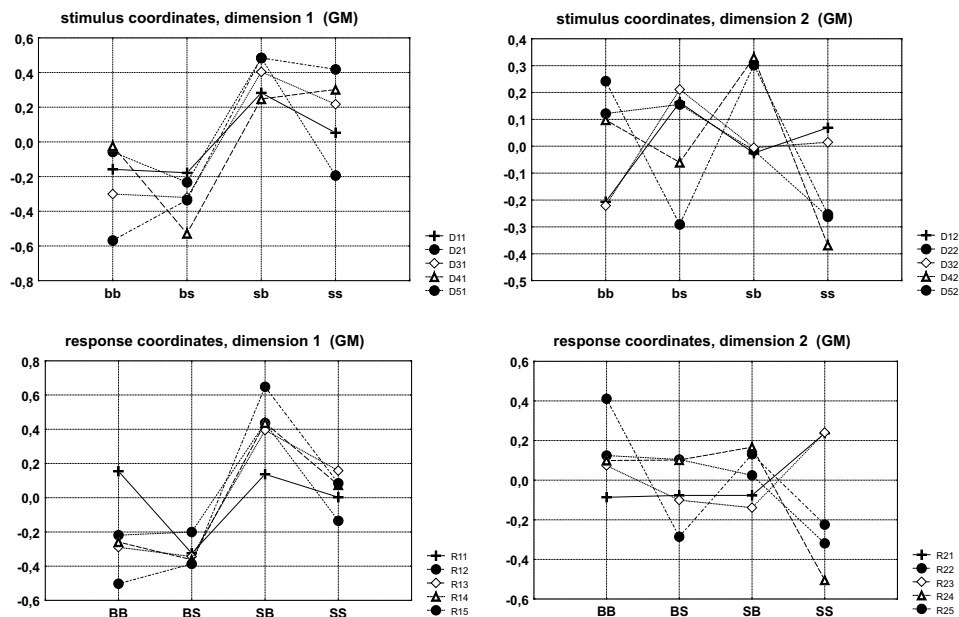 stimulus coordinates, dimension 1 (GM)
0,6
0,4
0,2
0,0
-0,2
-0,4
-0,6
-0,8
bb bs sb ss
D11
D21
D31
D41
D51
stimulus coordinates, dimension 2 (GM)
0,4
0,3
0,2
0,1
0,0
-0,1
-0,2
-0,3
-0,4
-0,5
bb bs sb ss
D12
D22
D32
D42
D52
response coordinates, dimension 1 (GM)
0,8
0,6
0,4
0,2
0,0
-0,2
-0,4
-0,6
BB BS SB SS
R11
R12
R13
R14
R15
response coordinates, dimension 2 (GM)
0,6
0,4
0,2
0,0
-0,2
-0,4
-0,6
BB BS SB SS
R21
R22
R23
R24
R25